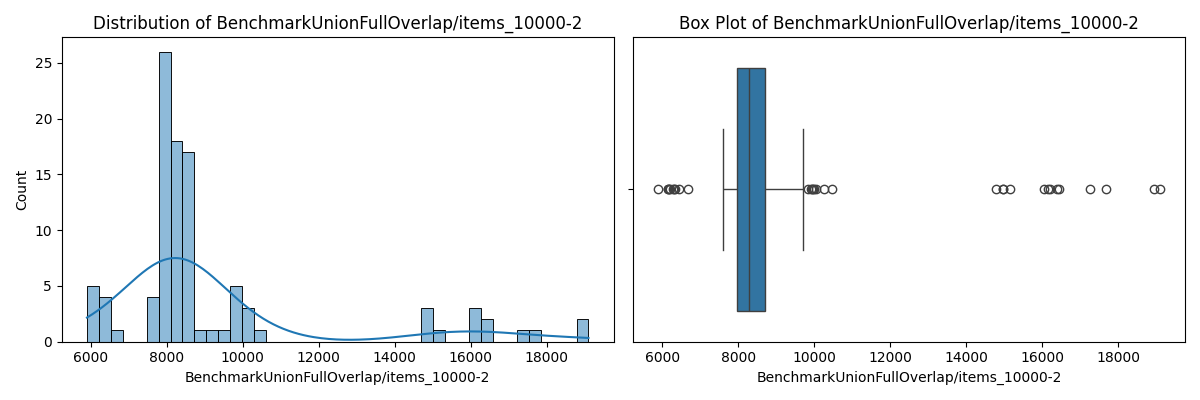 Distribution of BenchmarkUnionFullOverlap/items_10000-2
Count
25
20
15
10
5
0
6000 8000 10000 12000 14000 16000 18000
BenchmarkUnionFullOverlap/items_10000-2
Box Plot of BenchmarkUnionFullOverlap/items_10000-2
6000 8000 10000 12000 14000 16000 18000
BenchmarkUnionFullOverlap/items_10000-2